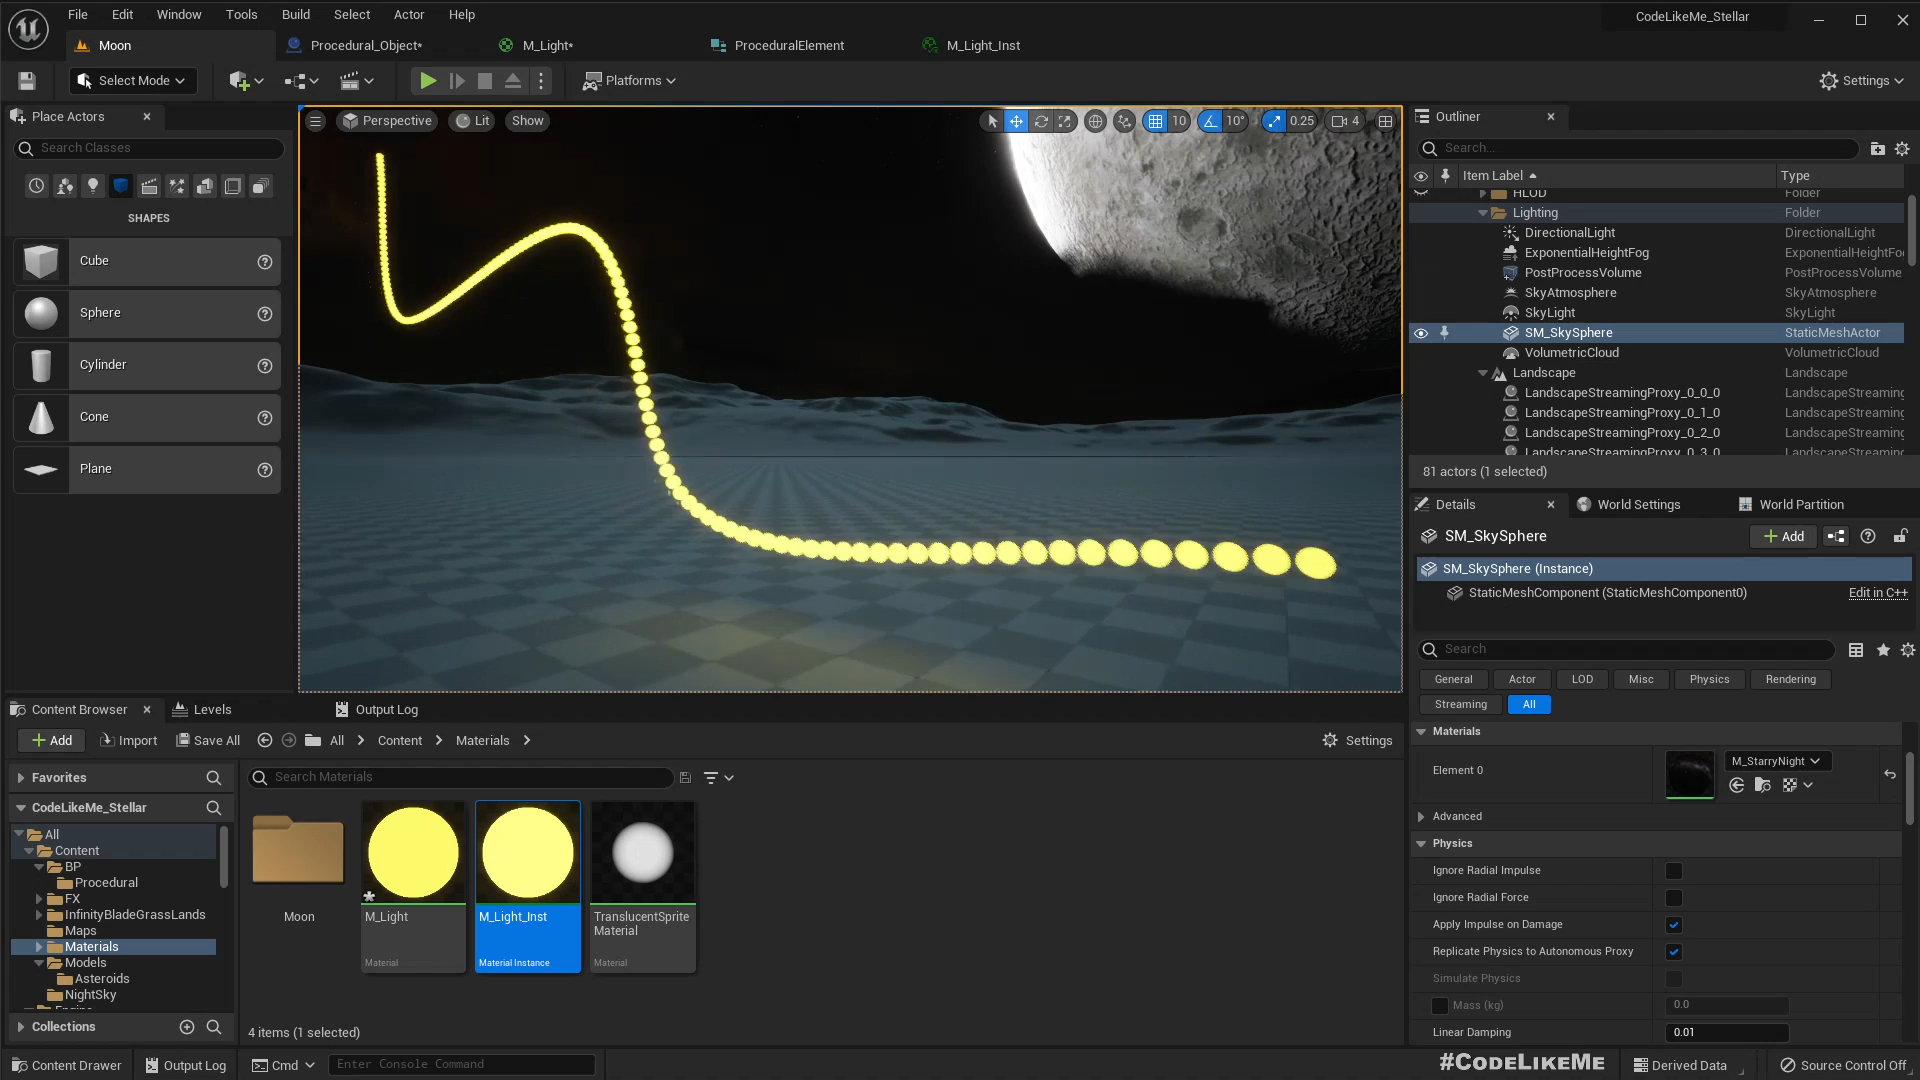 File Edit Window Tools Build Select Actor Help
CodeLikeMe_Stellar
Moon
Procedural_Object*
M_Light*
ProceduralElement
M_Light_Inst
Select Mode
Platforms
Settings
Place Actors
Search Classes
SHAPES
Cube
Sphere
Cylinder
Cone
Plane
Perspective
Lit
Show
10
10°
0.25
4
Outliner
Search...
Item Label
Type
HLOD
Folder
Lighting
Folder
DirectionalLight
DirectionalLight
ExponentialHeightFog
ExponentialHeightFo
PostProcessVolume
PostProcessVolume
SkyAtmosphere
SkyAtmosphere
SkyLight
SkyLight
SM_SkySphere
StaticMeshActor
VolumetricCloud
VolumetricCloud
Landscape
Landscape
LandscapeStreamingProxy_0_0_0
LandscapeStreaming
LandscapeStreamingProxy_0_1_0
LandscapeStreaming
LandscapeStreamingProxy_0_2_0
LandscapeStreaming
LandscapeStreamingProxy_0_3_0
LandscapeStreaming
81 actors (1 selected)
Details
World Settings
World Partition
SM_SkySphere
Add
SM_SkySphere (Instance)
StaticMeshComponent (StaticMeshComponent0)
Edit in C++
Search
General
Actor
LOD
Misc
Physics
Rendering
Streaming
All
Materials
Element 0
M_StarryNight
Advanced
Physics
Ignore Radial Impulse
Ignore Radial Force
Apply Impulse on Damage
Replicate Physics to Autonomous Proxy
Simulate Physics
Mass (kg)
0.0
Linear Damping
0.01
Content Browser
Levels
Output Log
Add
Import
Save All
All
Content
Materials
Settings
Favorites
CodeLikeMe_Stellar
All
Content
BP
Procedural
FX
InfinityBladeGrassLands
Maps
Materials
Models
Asteroids
NightSky
Engine
Collections
Search Materials
Moon
M_Light
Material
M_Light_Inst
Material Instance
TranslucentSprite
Material
Material
4 items (1 selected)
Content Drawer
Output Log
Cmd
Enter Console Command
#CodeLikeMe
Derived Data
Source Control Off